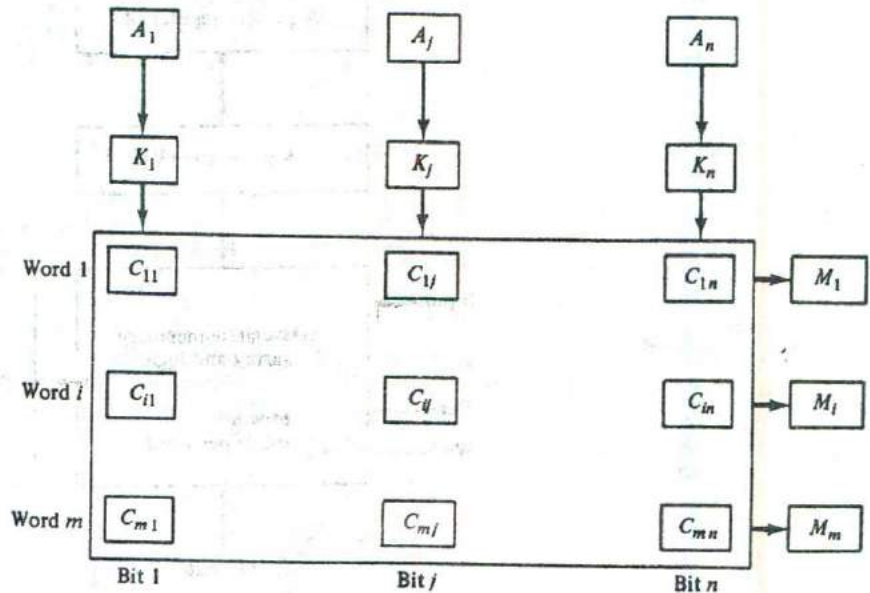 A₁ Aⱼ Aₙ
K₁ Kⱼ Kₙ
Word 1 C₁₁ C₁ⱼ C₁ₙ M₁
Word i Cᵢ₁ Cᵢⱼ Cᵢₙ Mᵢ
Word m Cₘ₁ Cₘⱼ Cₘₙ Mₘ
Bit 1 Bit j Bit n